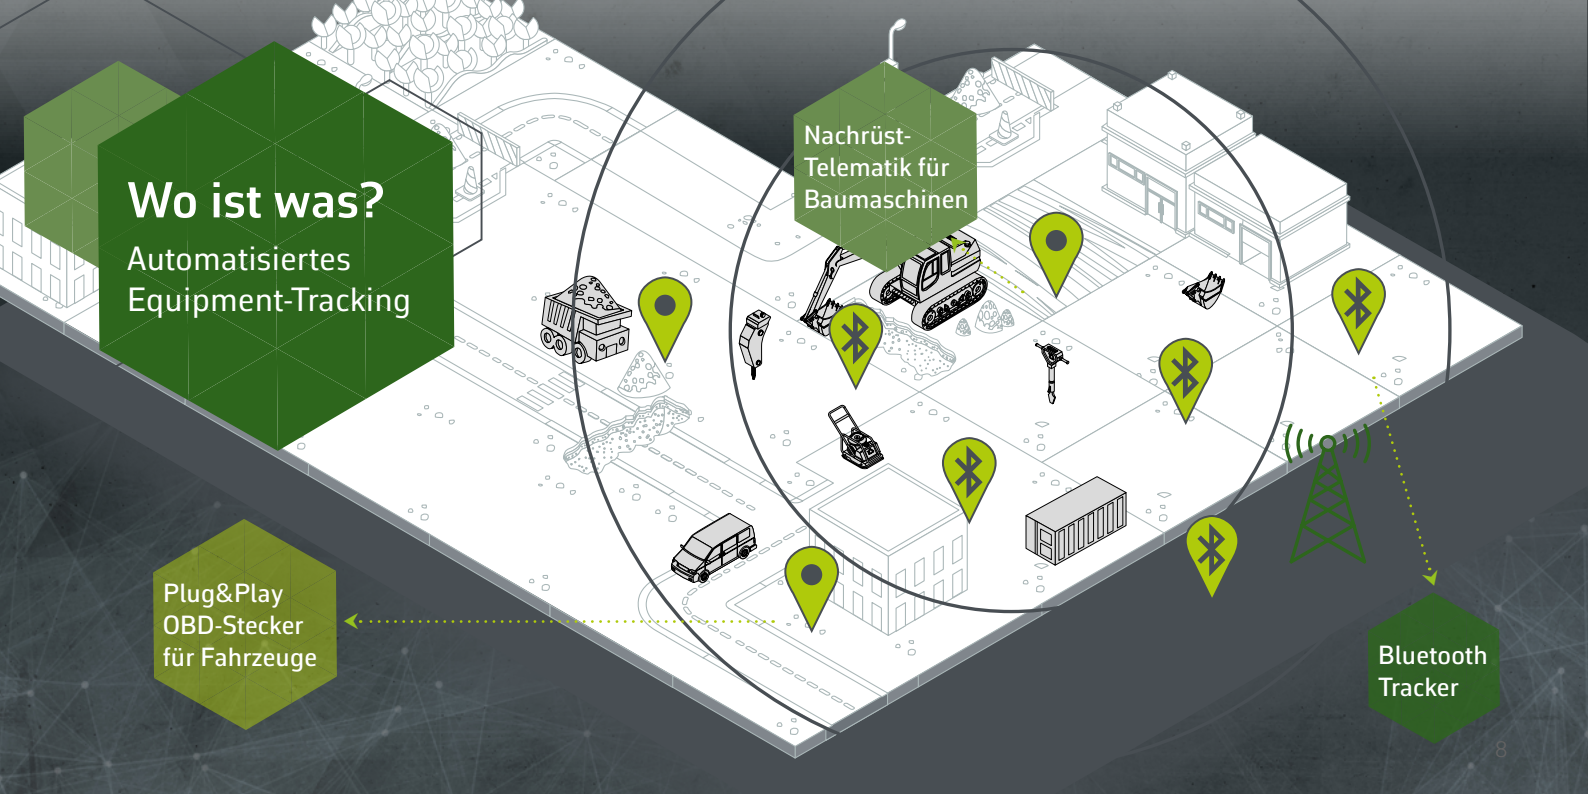 Wo ist was?
Automatisiertes
Equipment-Tracking
Nachrüst-
Telematik für
Baumaschinen
Plug&Play
OBD-Stecker
für Fahrzeuge
Bluetooth
Tracker
8